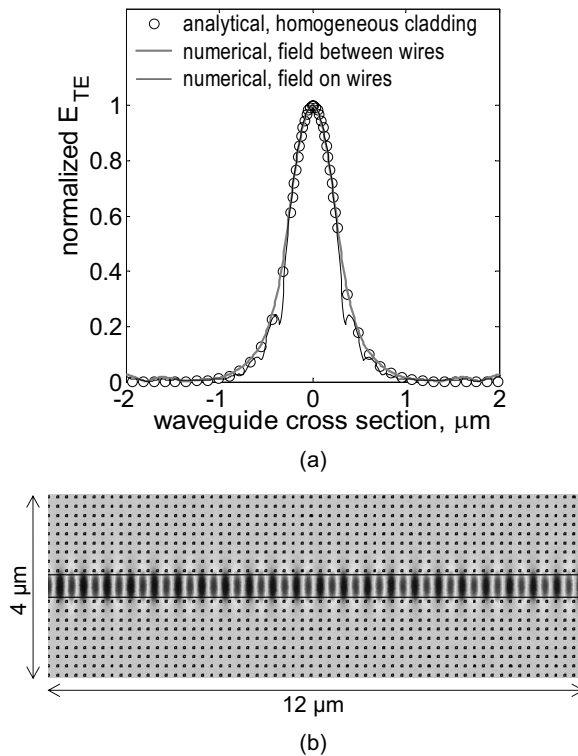 analytical, homogeneous cladding
numerical, field between wires
numerical, field on wires
normalized E_TE
1
0.8
0.6
0.4
0.2
0
-2 -1 0 1 2
waveguide cross section, μm
(a)
4 μm
12 μm
(b)